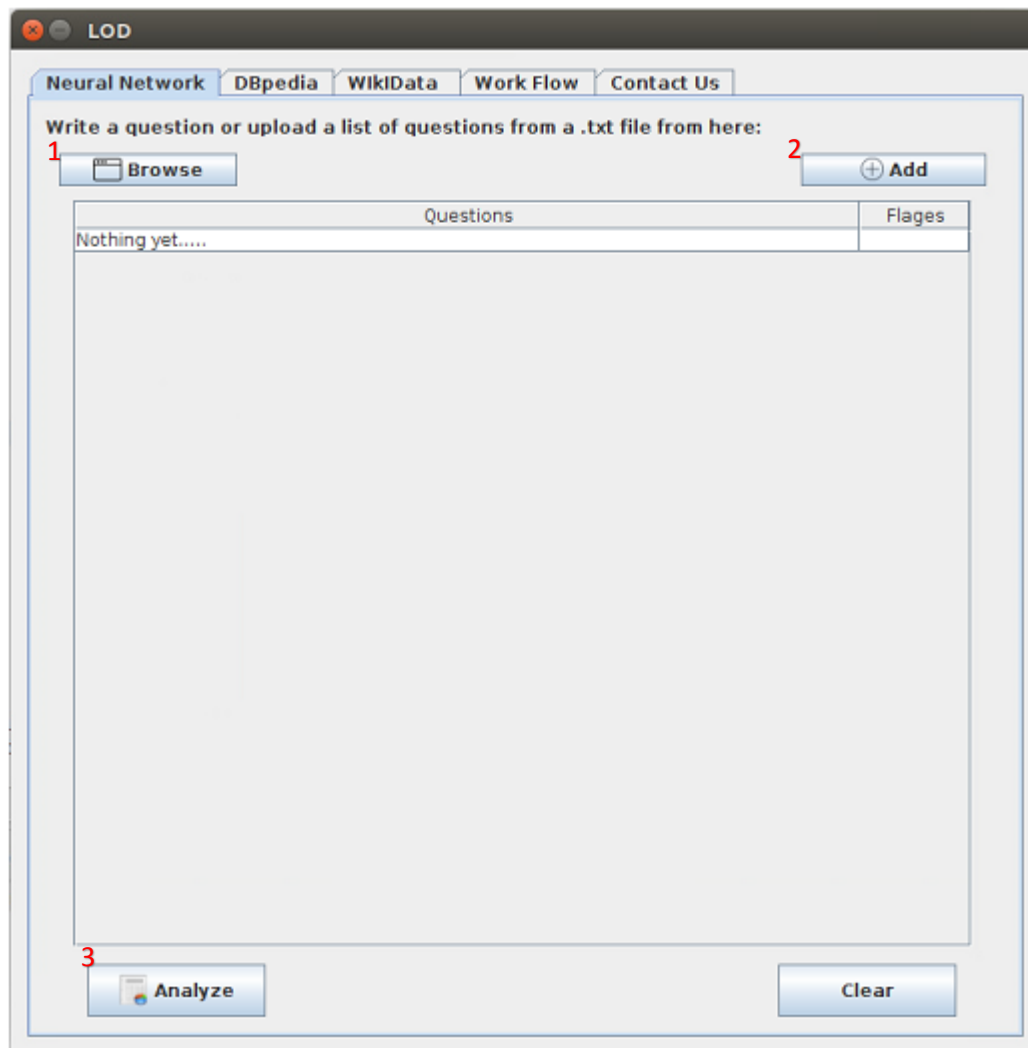 LOD
Neural Network DBpedia WIkIData Work Flow Contact Us
Write a question or upload a list of questions from a .txt file from here:
1 2
Browse Add
Questions Flages
Nothing yet.....
3
Analyze Clear